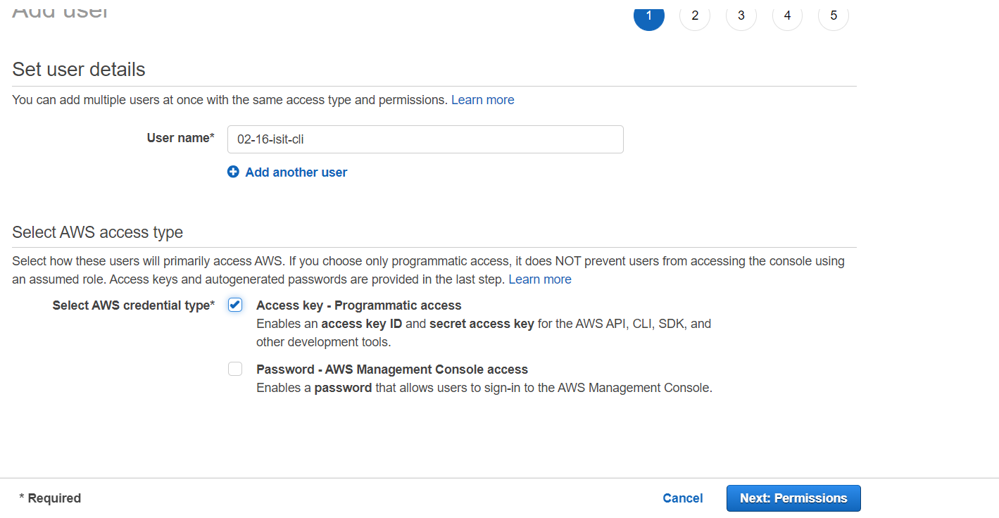 Add user
1 2 3 4 5
Set user details
You can add multiple users at once with the same access type and permissions. Learn more
User name* 02-16-isit-cli
Add another user
Select AWS access type
Select how these users will primarily access AWS. If you choose only programmatic access, it does NOT prevent users from accessing the console using
an assumed role. Access keys and autogenerated passwords are provided in the last step. Learn more
Select AWS credential type* Access key - Programmatic access
Enables an access key ID and secret access key for the AWS API, CLI, SDK, and
other development tools.
Password - AWS Management Console access
Enables a password that allows users to sign-in to the AWS Management Console.
* Required Cancel Next: Permissions